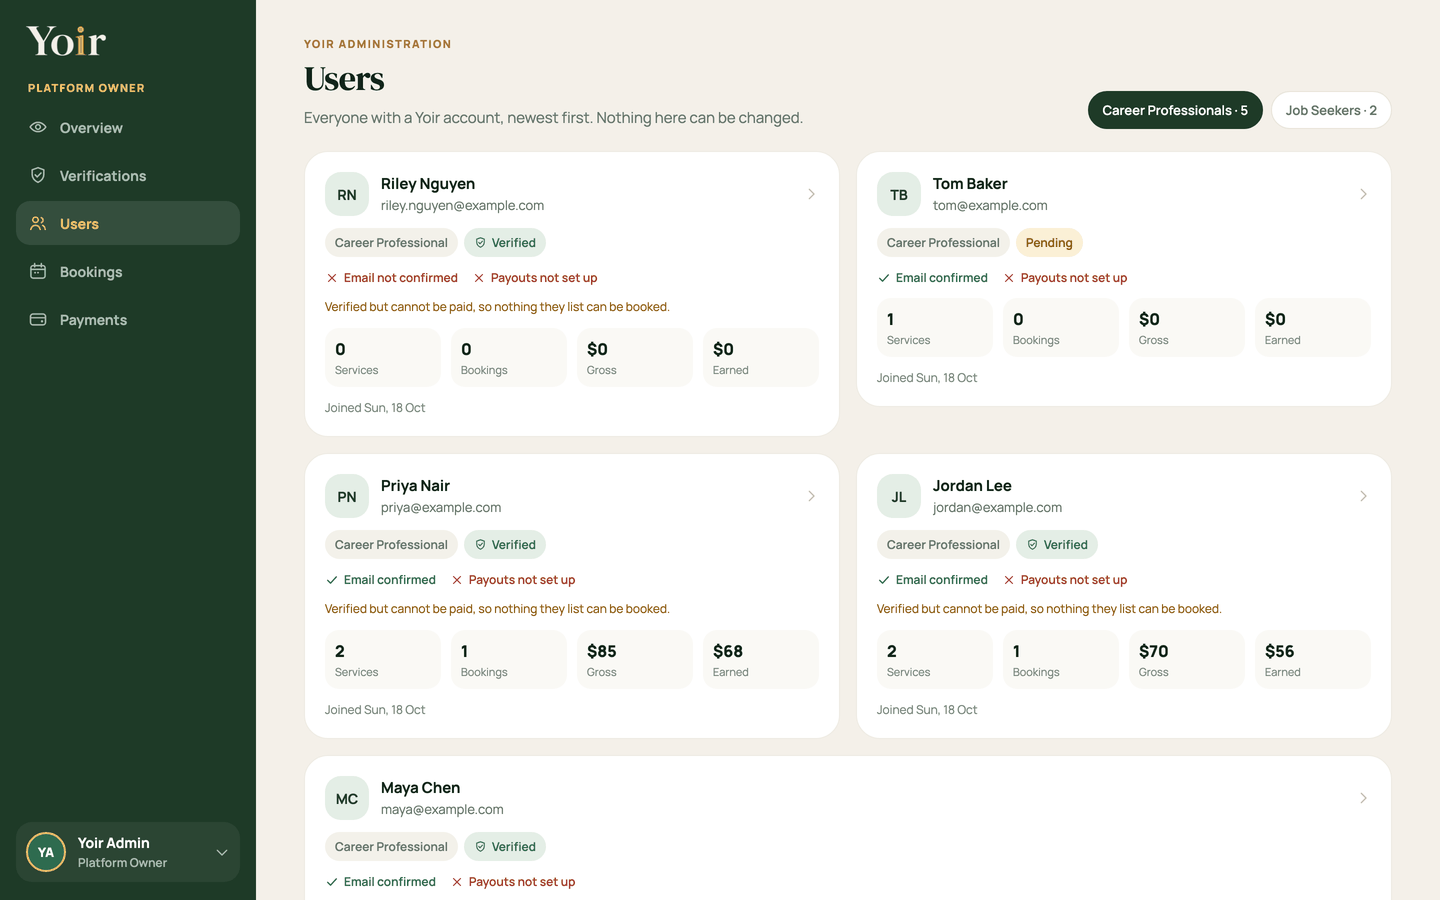 Yoir
PLATFORM OWNER
Overview
Verifications
Users
Bookings
Payments
YA
Yoir Admin
Platform Owner
YOIR ADMINISTRATION
Users
Everyone with a Yoir account, newest first. Nothing here can be changed.
Career Professionals · 5
Job Seekers · 2
RN
Riley Nguyen
riley.nguyen@example.com
Career Professional
Verified
Email not confirmed
Payouts not set up
Verified but cannot be paid, so nothing they list can be booked.
0
Services
0
Bookings
$0
Gross
$0
Earned
Joined Sun, 18 Oct
TB
Tom Baker
tom@example.com
Career Professional
Pending
Email confirmed
Payouts not set up
1
Services
0
Bookings
$0
Gross
$0
Earned
Joined Sun, 18 Oct
PN
Priya Nair
priya@example.com
Career Professional
Verified
Email confirmed
Payouts not set up
Verified but cannot be paid, so nothing they list can be booked.
2
Services
1
Bookings
$85
Gross
$68
Earned
Joined Sun, 18 Oct
JL
Jordan Lee
jordan@example.com
Career Professional
Verified
Email confirmed
Payouts not set up
Verified but cannot be paid, so nothing they list can be booked.
2
Services
1
Bookings
$70
Gross
$56
Earned
Joined Sun, 18 Oct
MC
Maya Chen
maya@example.com
Career Professional
Verified
Email confirmed
Payouts not set up